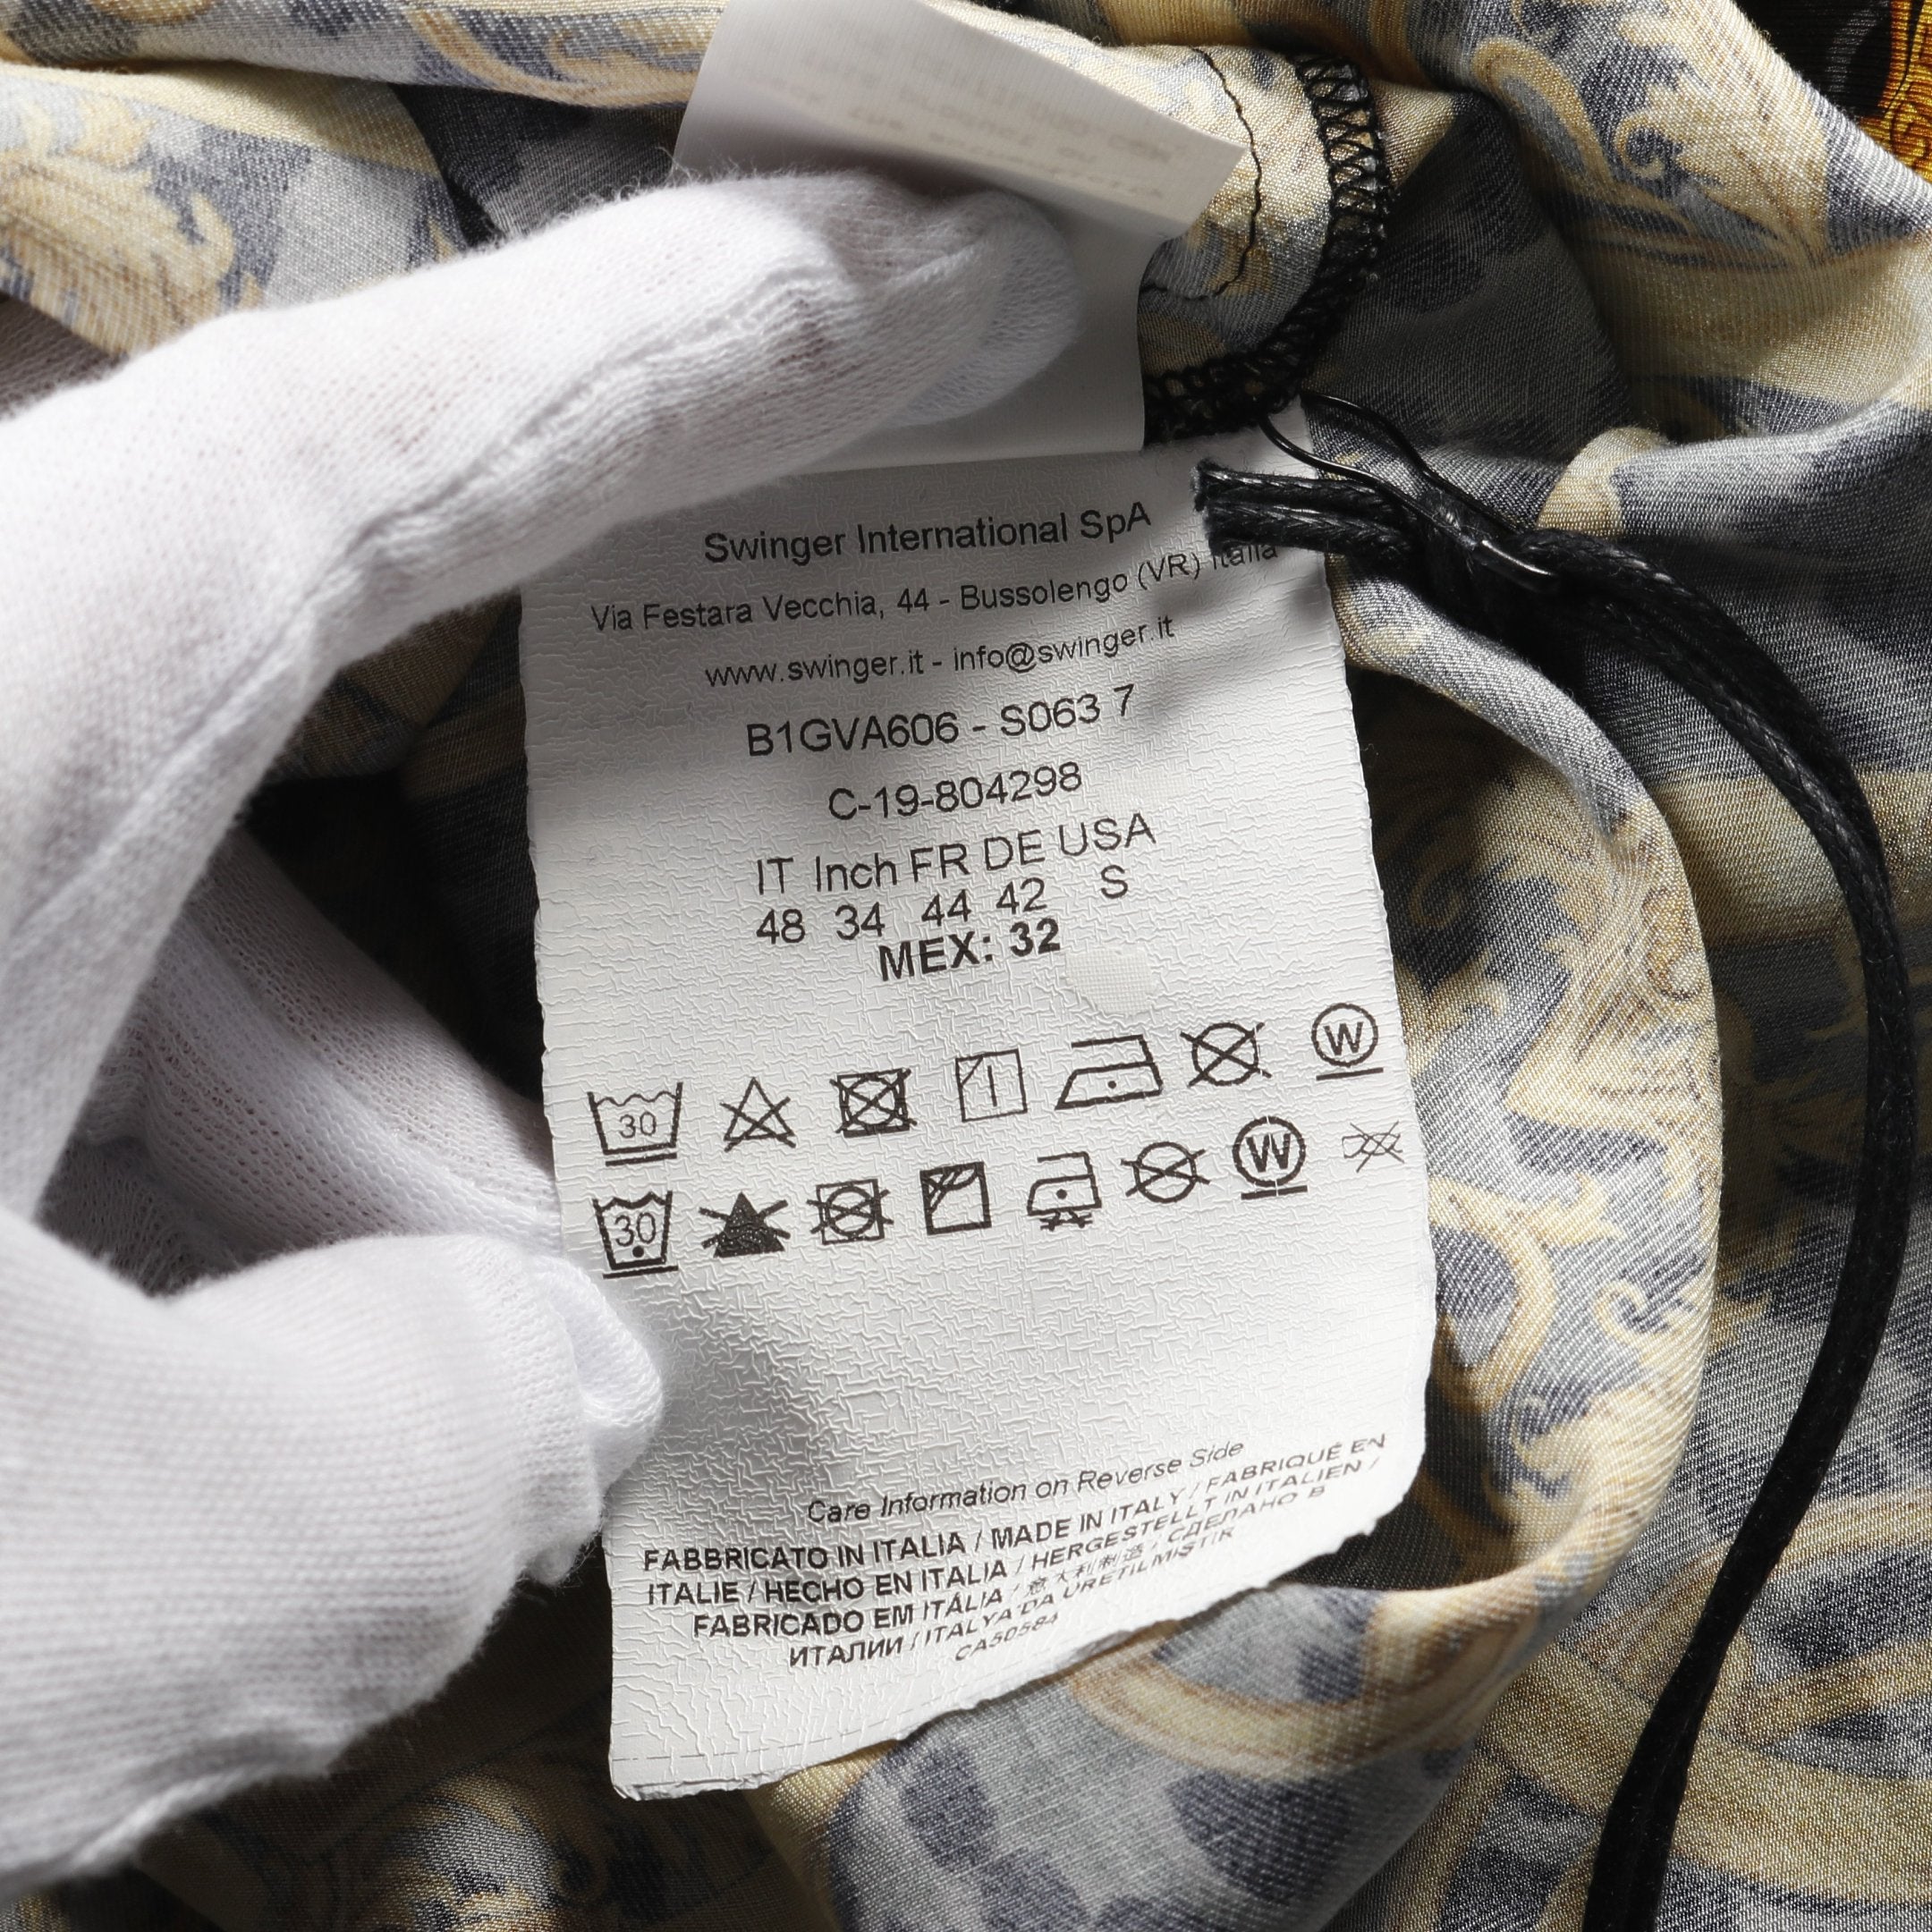 Swinger International SpA
Via Festara Vecchia, 44 - Bussolengo (VR) Italia
www.swinger.it - info@swinger.it
B1GVA606 - S063 7
C-19-804298
IT Inch FR DE USA
48 34 44 42 S
MEX: 32
30 W
30 W
Care Information on Reverse Side
FABBRICATO IN ITALIA / MADE IN ITALY / FABRIQUÉ EN
ITALIE / HECHO EN ITALIA / HERGESTELLT IN ITALIEN /
FABRICADO EM ITÁLIA / 意大利制造 / СДЕЛАНО В
ИТАЛИИ / ITALYA'DA ÜRETILMISTIR
CA50584